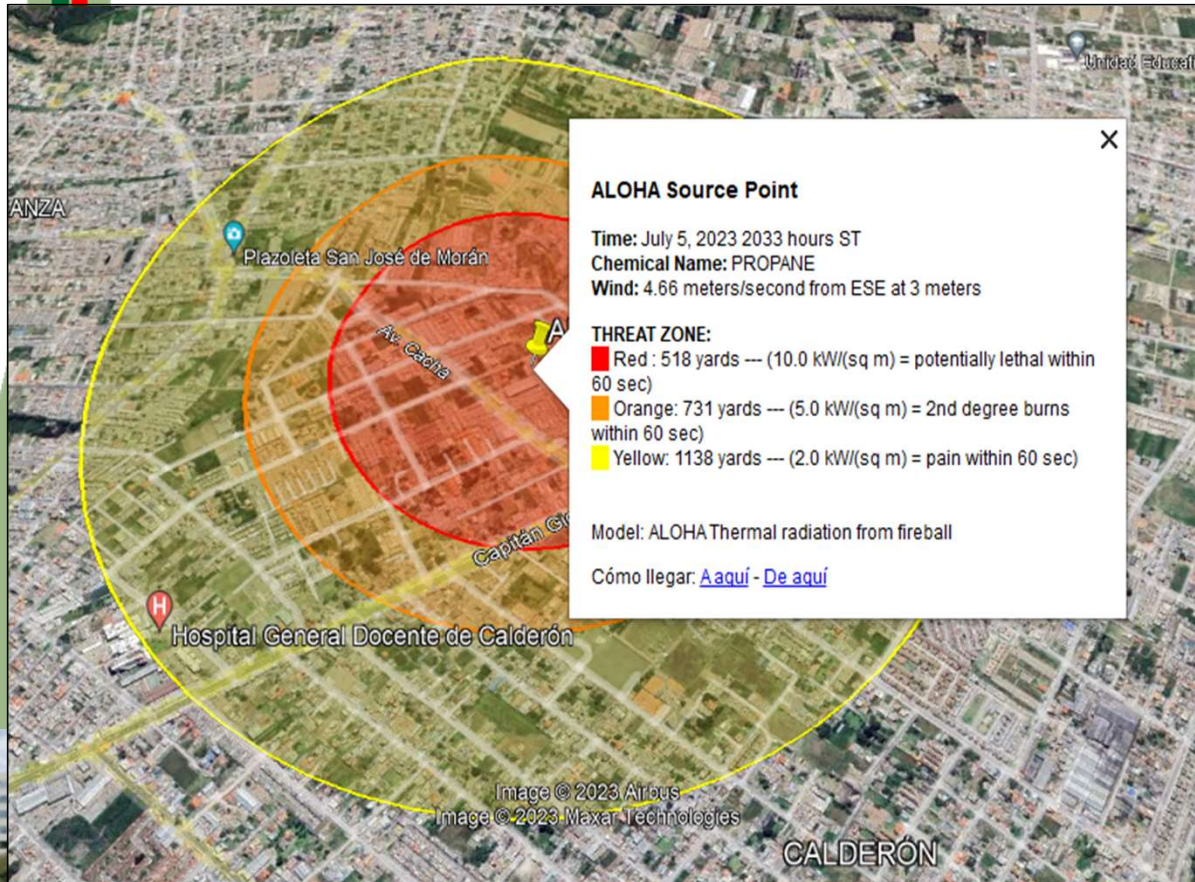 Unidad Educati
ANZA
Plazoleta San José de Morán
Av. Cacha
A
Capitán Gi
Hospital General Docente de Calderón
Image © 2023 Airbus
Image © 2023 Maxar Technologies
CALDERÓN
ALOHA Source Point
Time: July 5, 2023 2033 hours ST
Chemical Name: PROPANE
Wind: 4.66 meters/second from ESE at 3 meters
THREAT ZONE:
Red : 518 yards --- (10.0 kW/(sq m) = potentially lethal within
60 sec)
Orange: 731 yards --- (5.0 kW/(sq m) = 2nd degree burns
within 60 sec)
Yellow: 1138 yards --- (2.0 kW/(sq m) = pain within 60 sec)
Model: ALOHA Thermal radiation from fireball
Cómo llegar: A aquí - De aquí
H